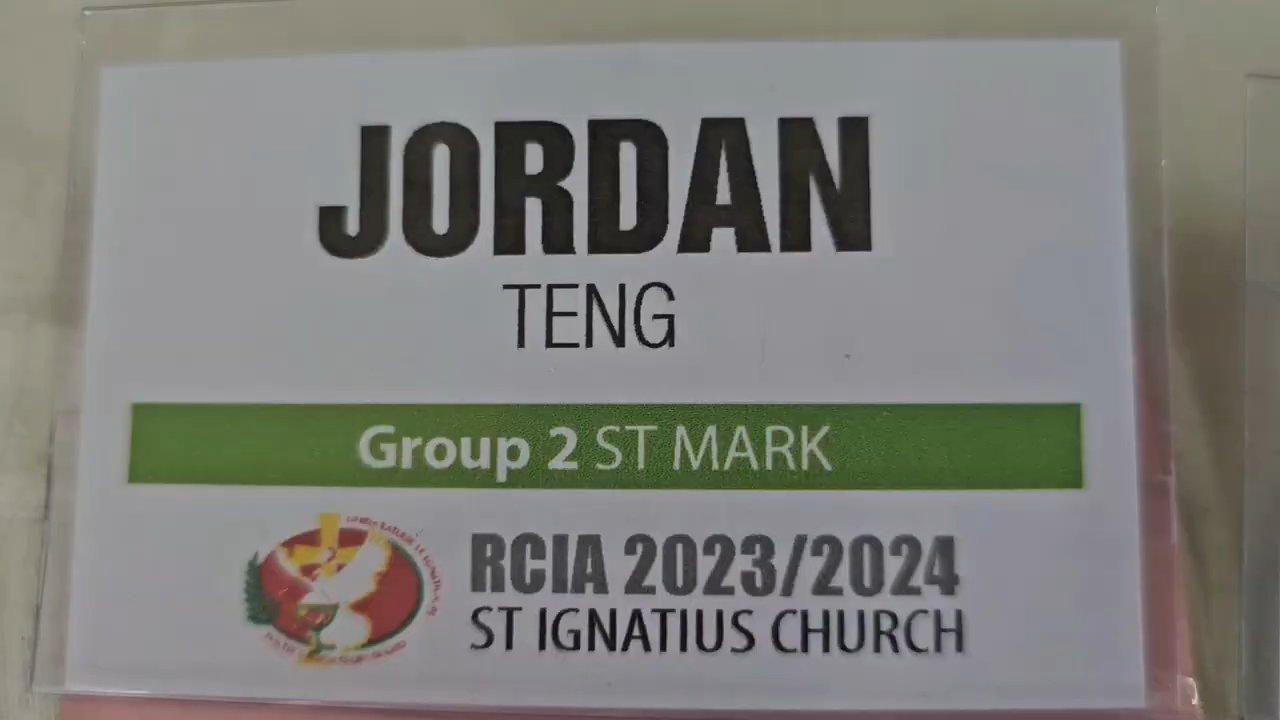 JORDAN
TENG
Group 2 ST MARK
RCIA 2023/2024
ST IGNATIUS CHURCH